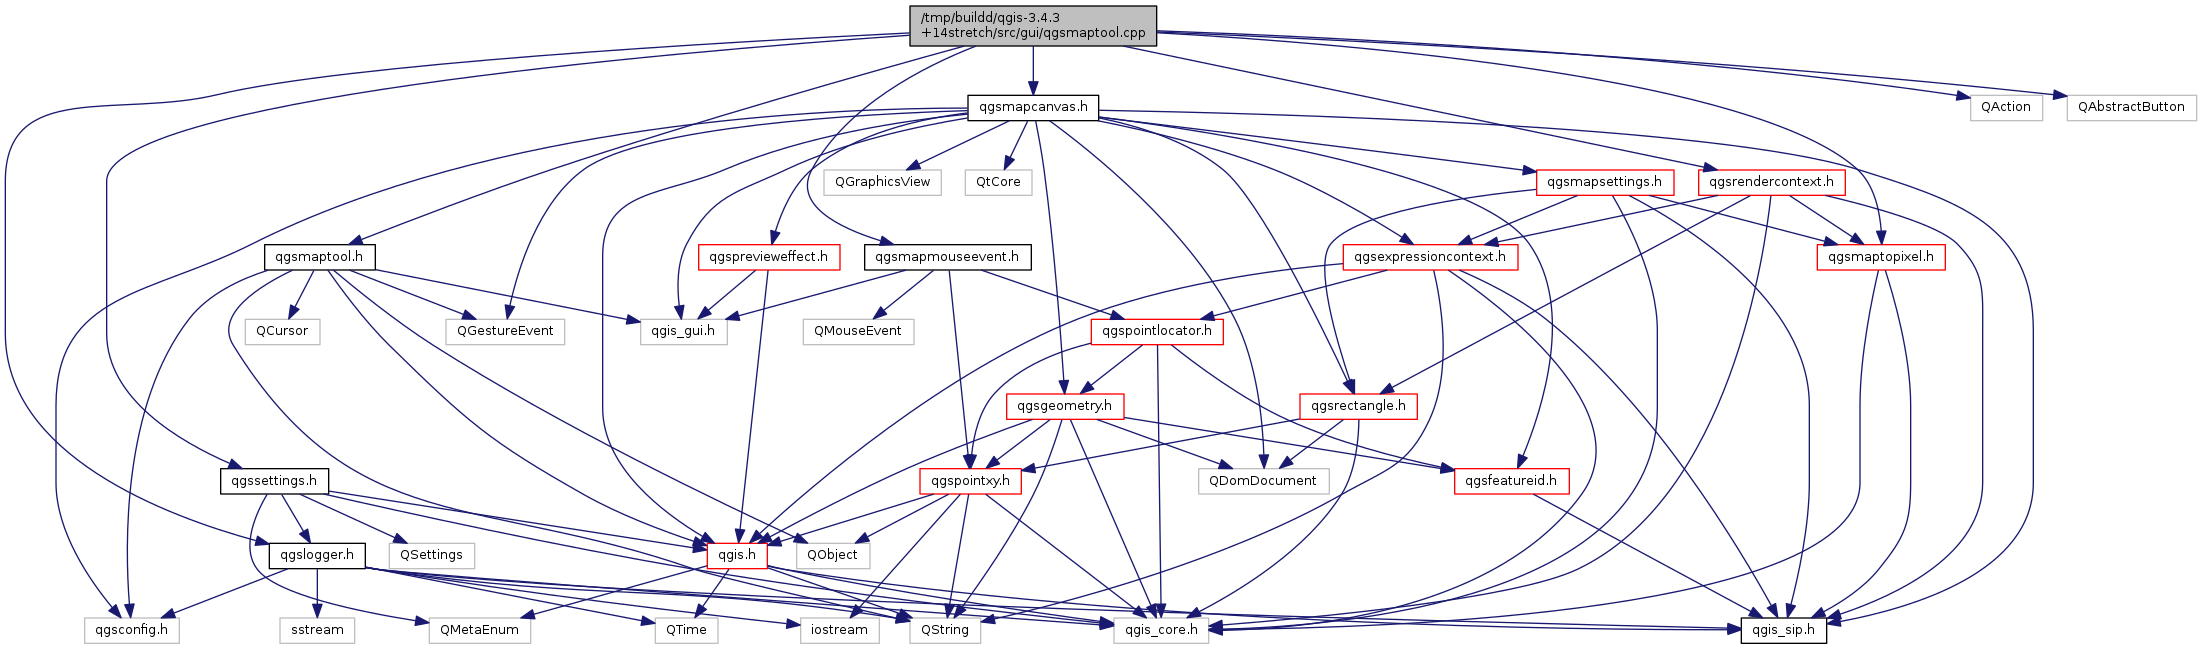 /tmp/buildd/qgis-3.4.3
+14stretch/src/gui/qgsmaptool.cpp
qgsmapcanvas.h
QAction
QAbstractButton
QGraphicsView
QtCore
qgsmapsettings.h
qgsrendercontext.h
qgsmaptool.h
qgspreviewеffect.h
qgsmapmouseevent.h
qgsexpressioncontext.h
qgsmaptopixel.h
QCursor
QGestureEvent
qgis_gui.h
QMouseEvent
qgspointlocator.h
qgsgeometry.h
qgsrectangle.h
qgssettings.h
qgspointxy.h
QDomDocument
qgsfeatureid.h
qgslogger.h
QSettings
qgis.h
QObject
qgsconfig.h
sstream
QMetaEnum
QTime
iostream
QString
qgis_core.h
qgis_sip.h